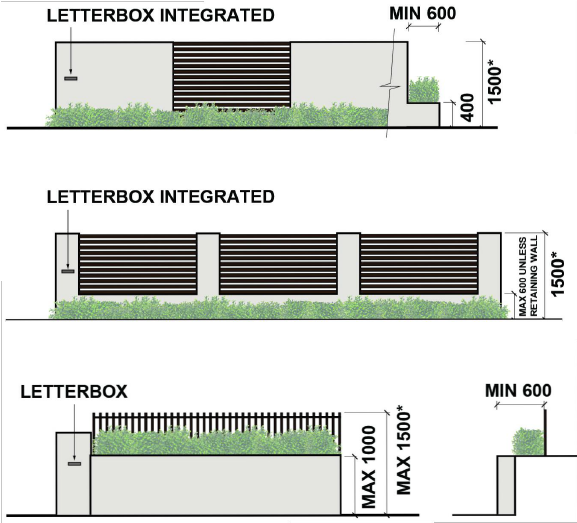 LETTERBOX INTEGRATED
MIN 600
400
1500*
LETTERBOX INTEGRATED
MAX 600 UNLESS
RETAINING WALL
1500*
LETTERBOX
MAX 1000
MAX 1500*
MIN 600